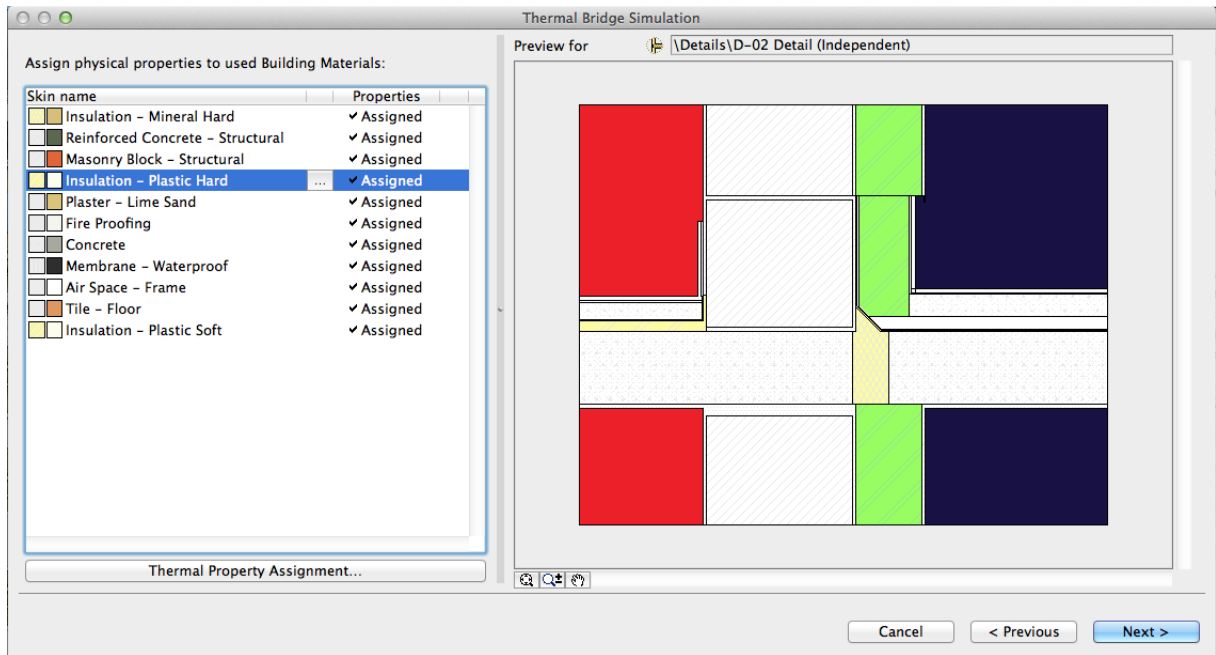 Thermal Bridge Simulation
Assign physical properties to used Building Materials:
Skin name Properties
Insulation – Mineral Hard ✔ Assigned
Reinforced Concrete – Structural ✔ Assigned
Masonry Block – Structural ✔ Assigned
Insulation – Plastic Hard ... ✔ Assigned
Plaster – Lime Sand ✔ Assigned
Fire Proofing ✔ Assigned
Concrete ✔ Assigned
Membrane – Waterproof ✔ Assigned
Air Space – Frame ✔ Assigned
Tile – Floor ✔ Assigned
Insulation – Plastic Soft ✔ Assigned
Thermal Property Assignment...
Preview for \Details\D-02 Detail (Independent)
Cancel < Previous Next >